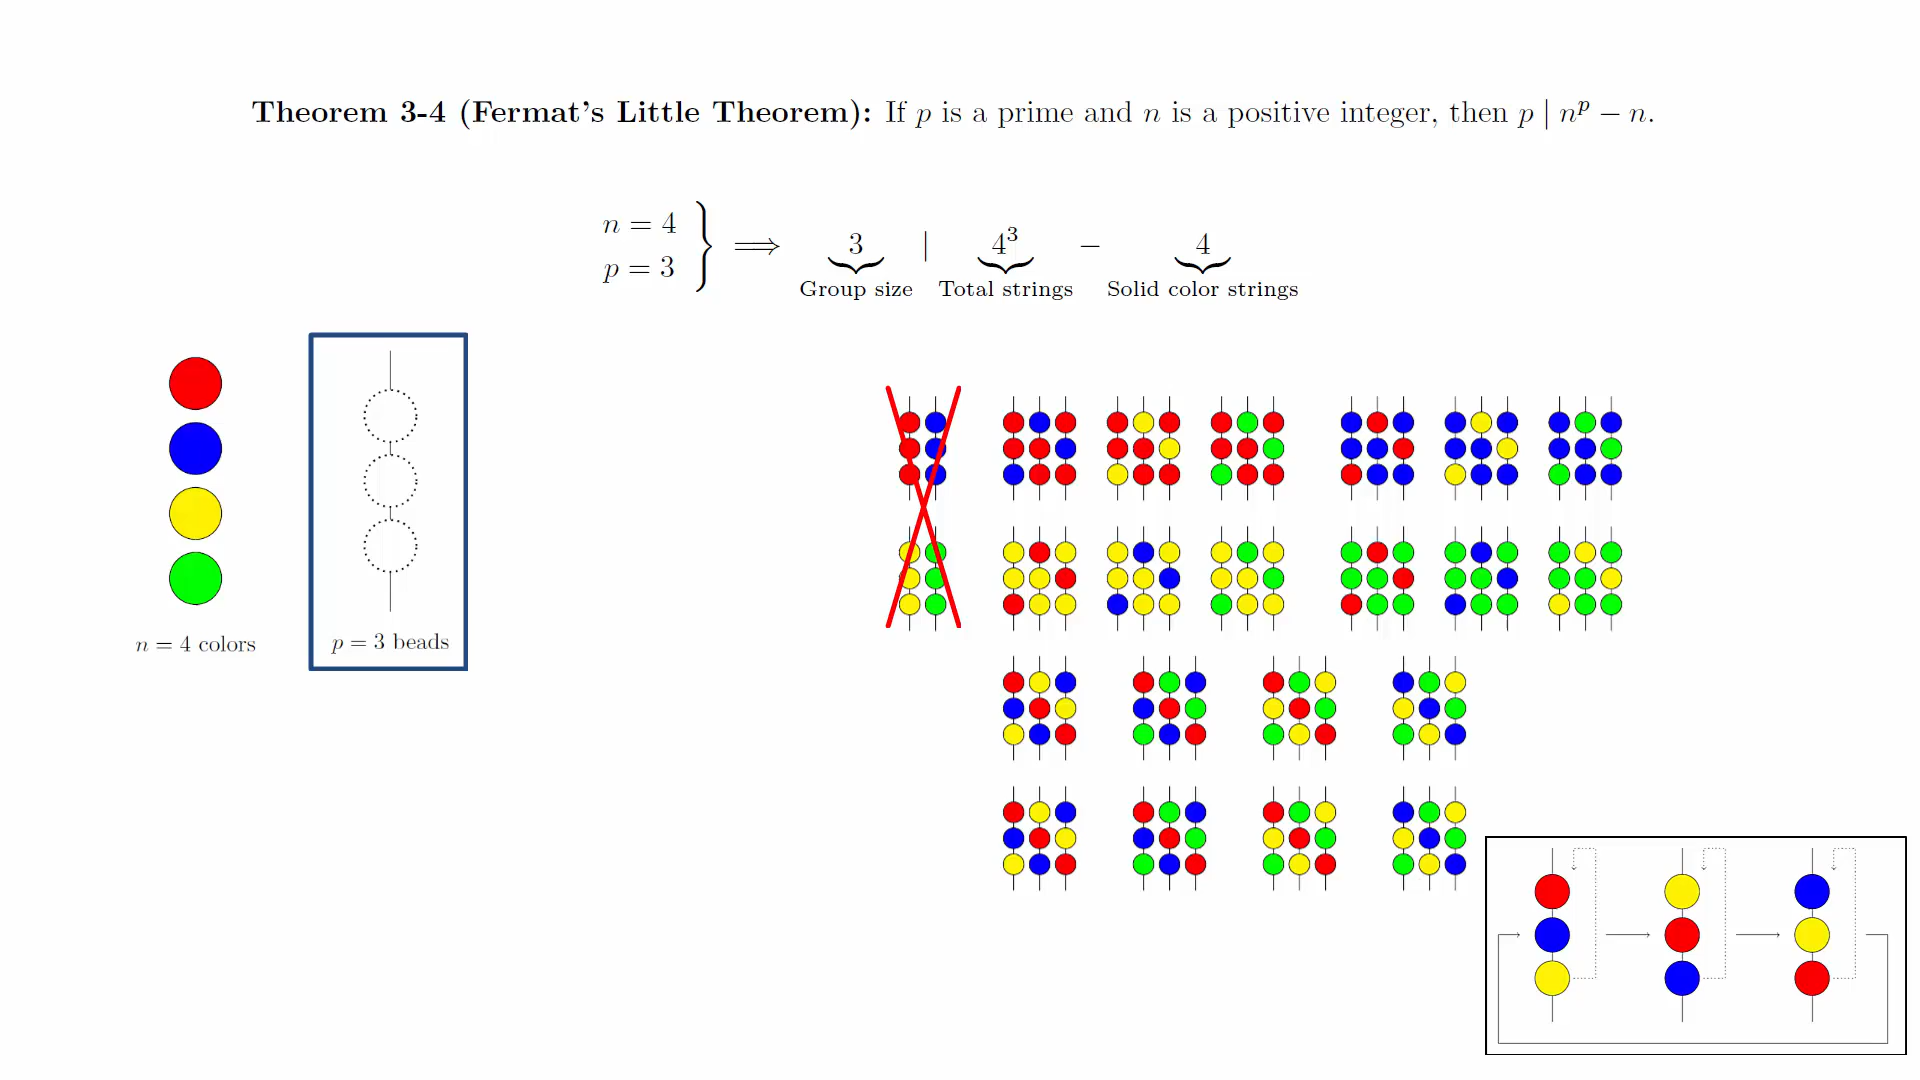 Theorem 3-4 (Fermat's Little Theorem): If p is a prime and n is a positive integer, then p | n^p − n.
n = 4
p = 3
} ⟹ 3 | 4^3 − 4
Group size Total strings Solid color strings
n = 4 colors
p = 3 beads